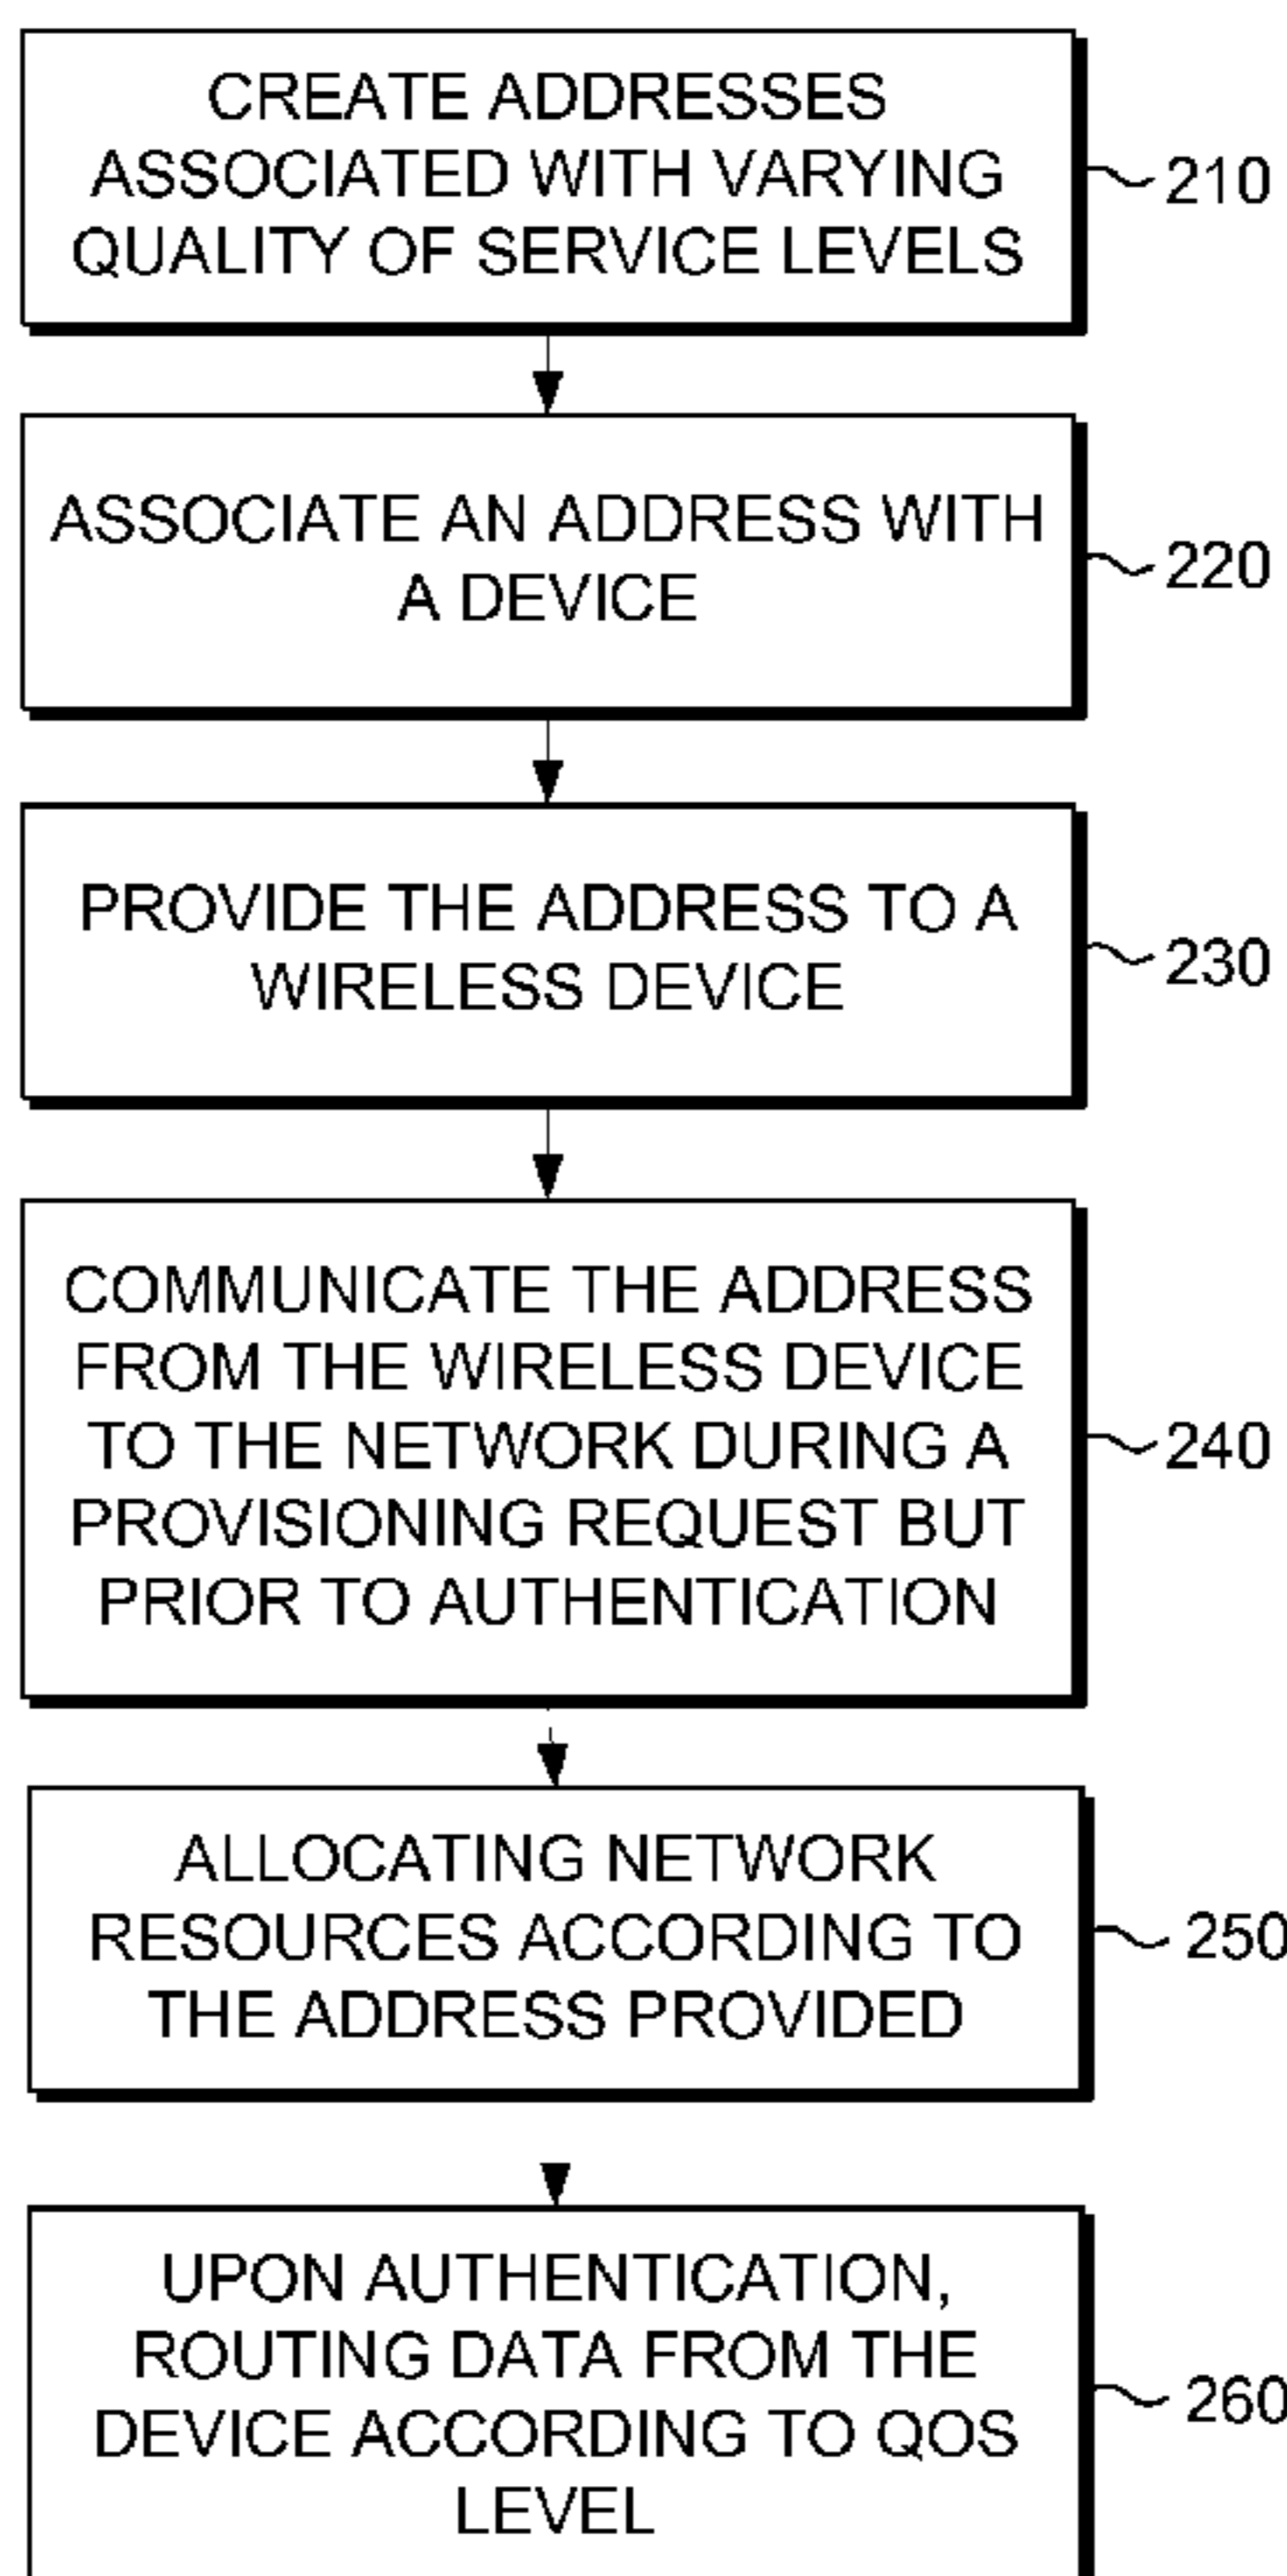 CREATE ADDRESSES
ASSOCIATED WITH VARYING
QUALITY OF SERVICE LEVELS
210
ASSOCIATE AN ADDRESS WITH
A DEVICE
220
PROVIDE THE ADDRESS TO A
WIRELESS DEVICE
230
COMMUNICATE THE ADDRESS
FROM THE WIRELESS DEVICE
TO THE NETWORK DURING A
PROVISIONING REQUEST BUT
PRIOR TO AUTHENTICATION
240
ALLOCATING NETWORK
RESOURCES ACCORDING TO
THE ADDRESS PROVIDED
250
UPON AUTHENTICATION,
ROUTING DATA FROM THE
DEVICE ACCORDING TO QOS
LEVEL
260